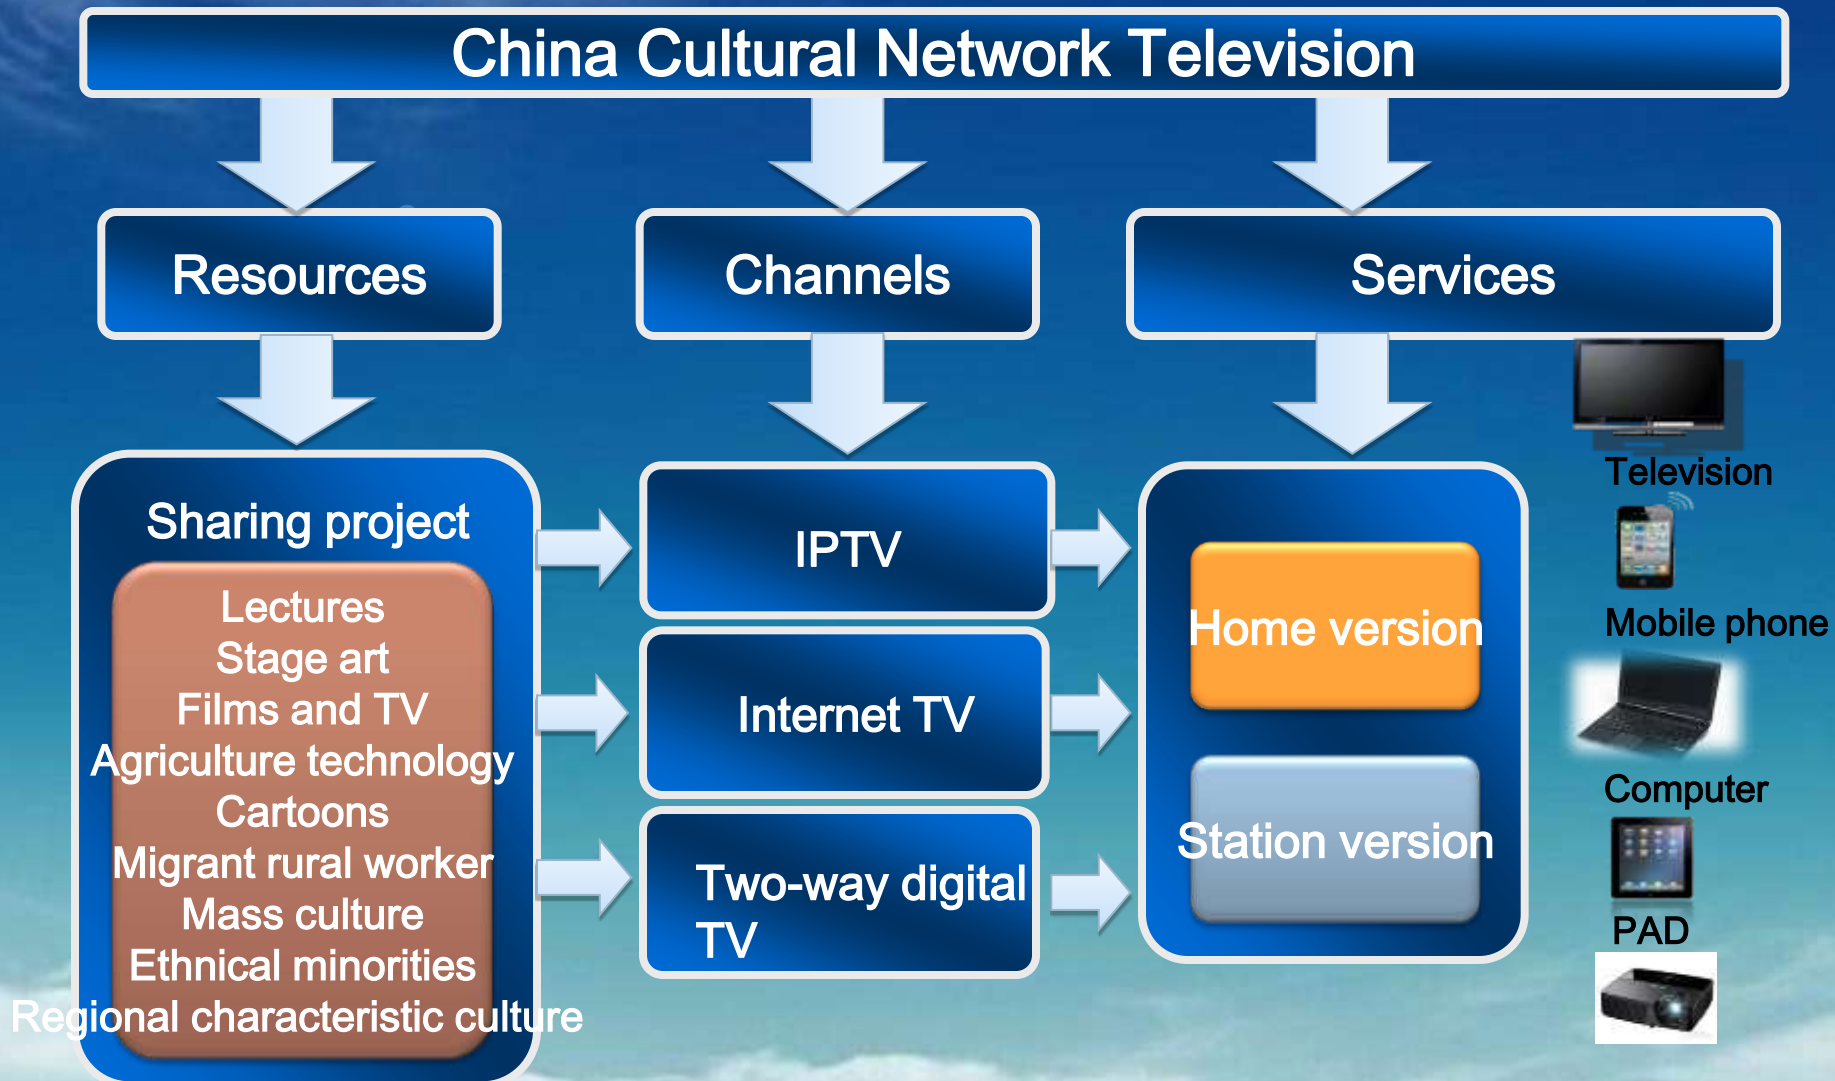 China Cultural Network Television
Resources
Channels
Services
Sharing project
Lectures
Stage art
Films and TV
Agriculture technology
Cartoons
Migrant rural worker
Mass culture
Ethnical minorities
Regional characteristic culture
IPTV
Internet TV
Two-way digital
TV
Home version
Station version
Television
Mobile phone
Computer
PAD